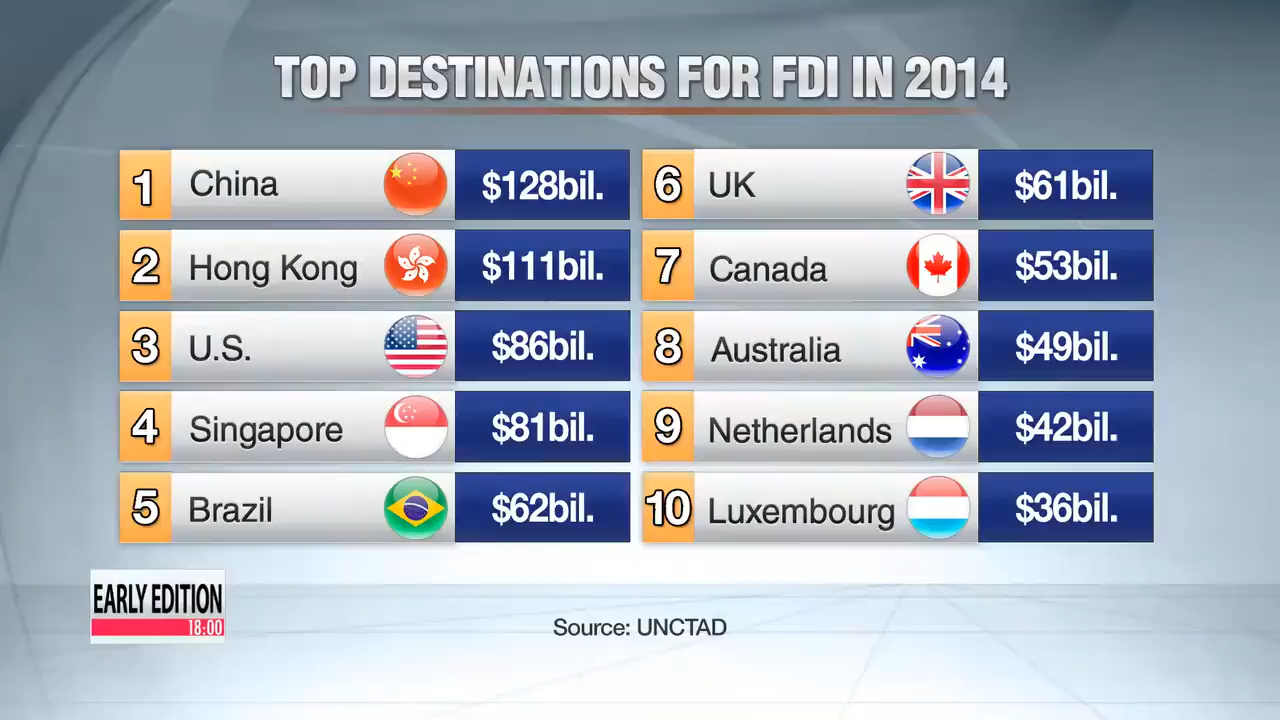 TOP DESTINATIONS FOR FDI IN 2014
1 China $128bil.
2 Hong Kong $111bil.
3 U.S. $86bil.
4 Singapore $81bil.
5 Brazil $62bil.
6 UK $61bil.
7 Canada $53bil.
8 Australia $49bil.
9 Netherlands $42bil.
10 Luxembourg $36bil.
EARLY EDITION
18:00
Source: UNCTAD